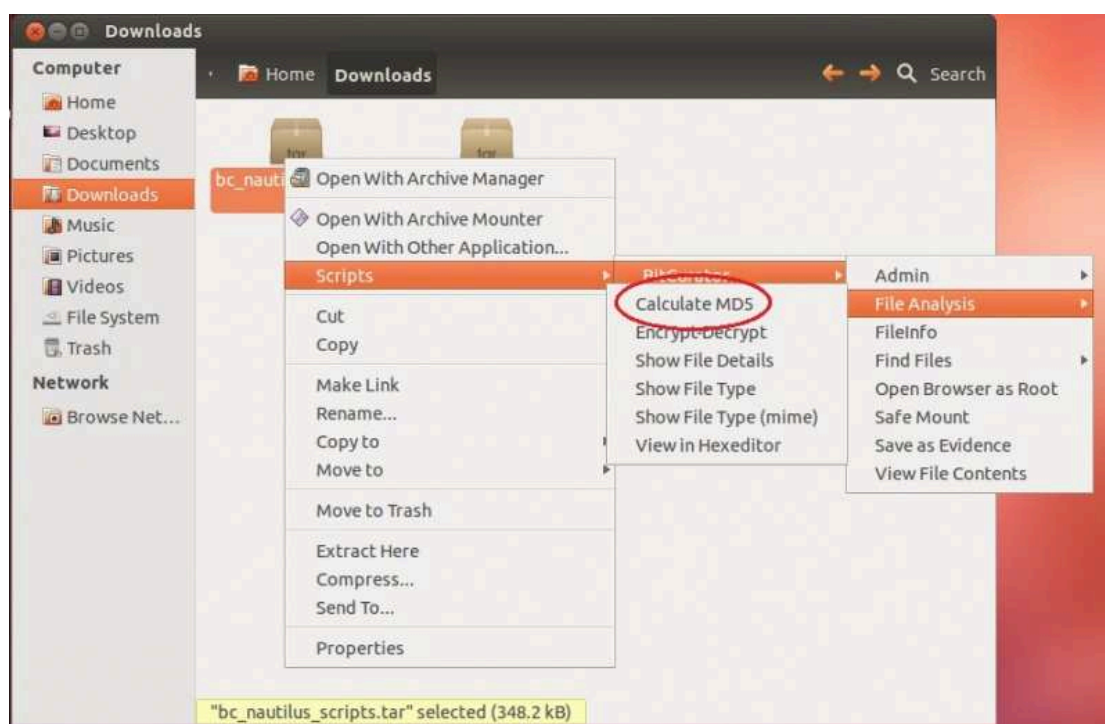 Downloads
Computer
Home
Desktop
Documents
Downloads
Music
Pictures
Videos
File System
Trash
Network
Browse Net...
Home Downloads
Search
tar
tar
bc_nauti
Open With Archive Manager
Open With Archive Mounter
Open With Other Application...
Scripts
Cut
Copy
Make Link
Rename...
Copy to
Move to
Move to Trash
Extract Here
Compress...
Send To...
Properties
BitCurator
Calculate MD5
Encrypt-Decrypt
Show File Details
Show File Type
Show File Type (mime)
View in Hexeditor
Admin
File Analysis
FileInfo
Find Files
Open Browser as Root
Safe Mount
Save as Evidence
View File Contents
"bc_nautilus_scripts.tar" selected (348.2 kB)